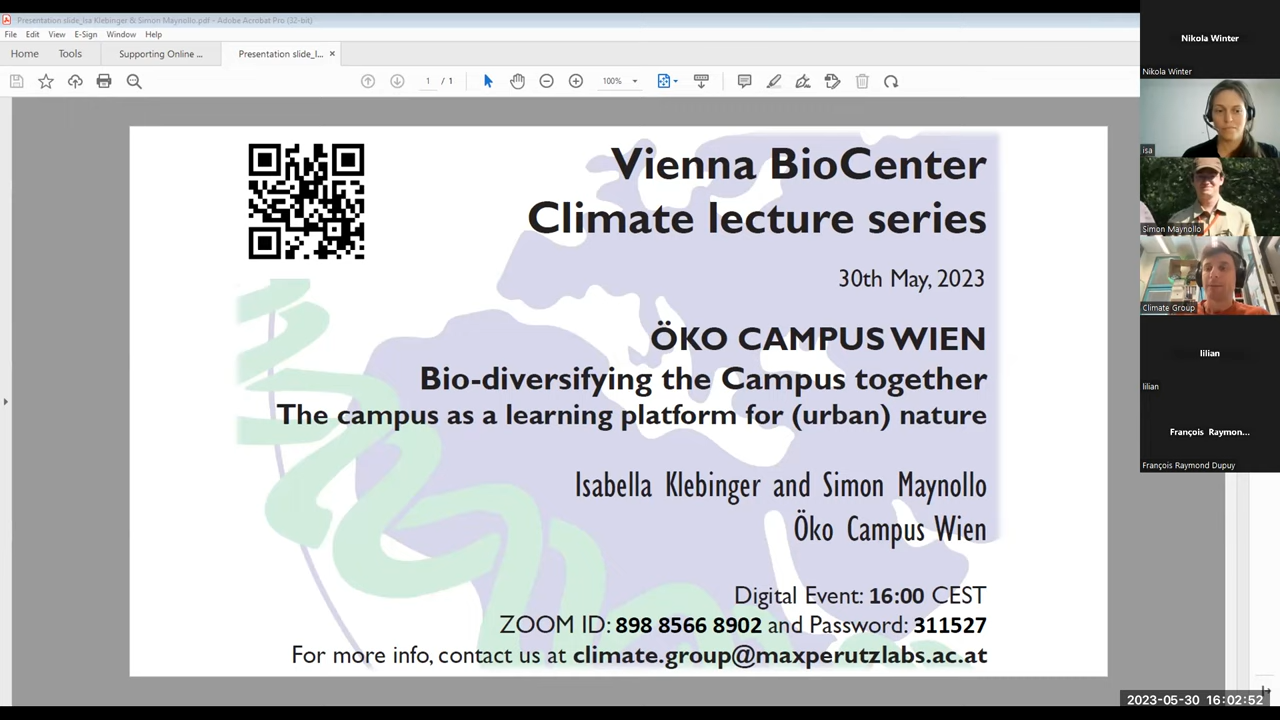 Presentation slide_Isa Klebinger & Simon Maynollo.pdf - Adobe Acrobat Pro (32-bit)
File Edit View E-Sign Window Help
Home Tools Supporting Online ... Presentation slide_I... ×
1 1 100%
Vienna BioCenter
Climate lecture series
30th May, 2023
ÖKO CAMPUS WIEN
Bio-diversifying the Campus together
The campus as a learning platform for (urban) nature
Isabella Klebinger and Simon Maynollo
Öko Campus Wien
Digital Event: 16:00 CEST
ZOOM ID: 898 8566 8902 and Password: 311527
For more info, contact us at climate.group@maxperutzlabs.ac.at
Nikola Winter
Nikola Winter
isa
Simon Maynollo
Climate Group
lilian
lilian
François Raymon...
François Raymond Dupuy
2023-05-30 16:02:52